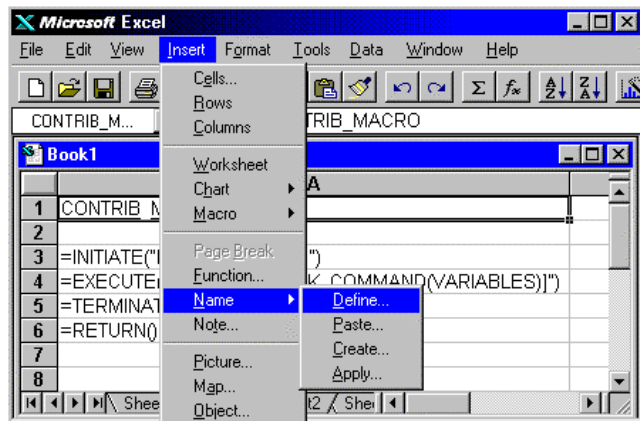 Microsoft Excel
File Edit View Insert Format Tools Data Window Help
CONTRIB_M... TRIB_MACRO
Cells...
Rows
Columns
Worksheet
Chart
Macro
Page Break
Function...
Name
Note...
Picture...
Map...
Object...
Define...
Paste...
Create...
Apply...
Book1
A
1 CONTRIB_M
2
3 =INITIATE(" ")
4 =EXECUTE( COMMAND(VARIABLES)]")
5 =TERMINAT
6 =RETURN()
7
8
Shee t2 Shee